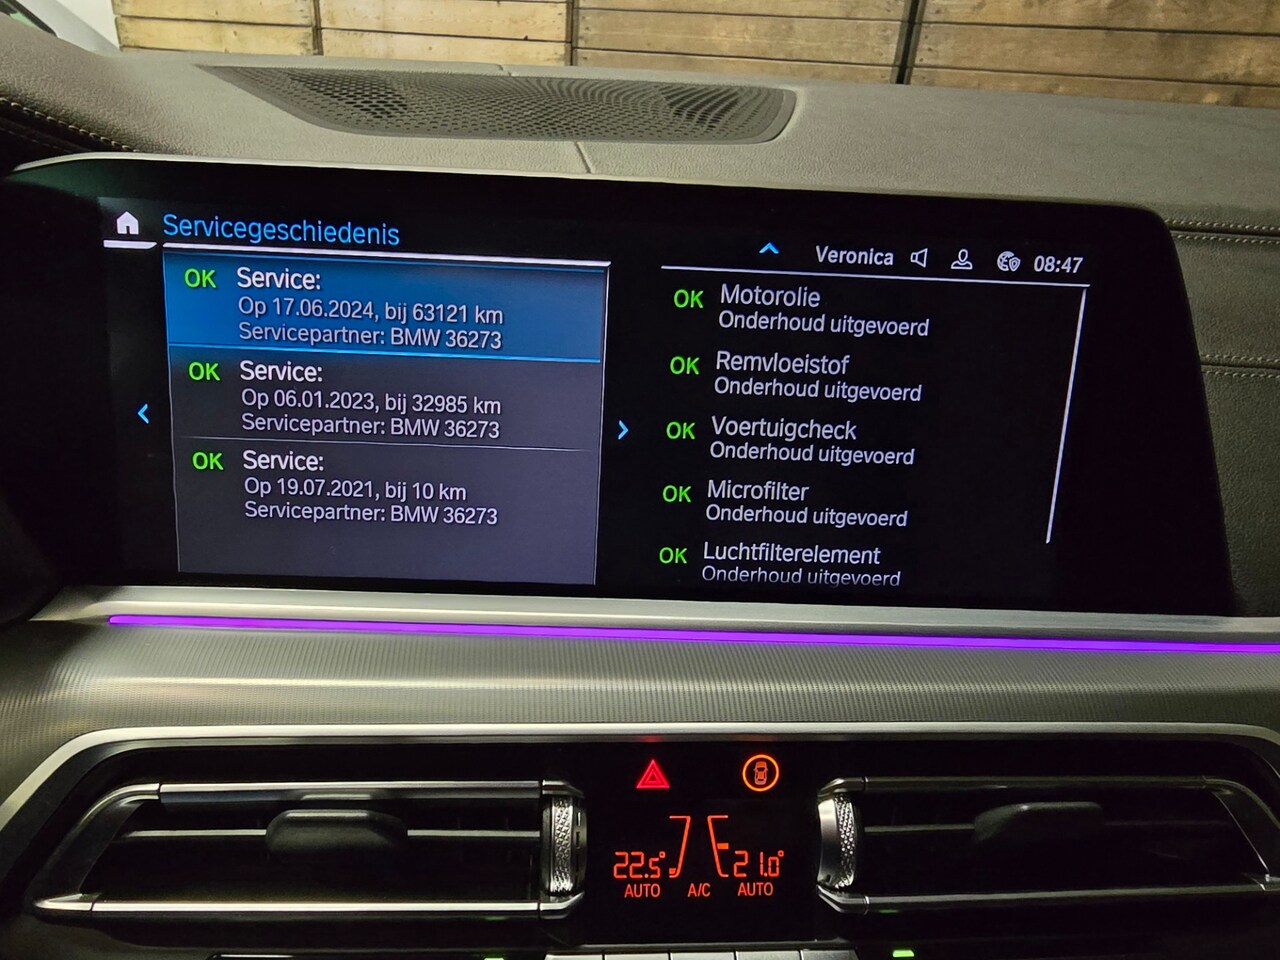 Servicegeschiedenis
Veronica 08:47
OK Service:
Op 17.06.2024, bij 63121 km
Servicepartner: BMW 36273
OK Service:
Op 06.01.2023, bij 32985 km
Servicepartner: BMW 36273
OK Service:
Op 19.07.2021, bij 10 km
Servicepartner: BMW 36273
OK Motorolie
Onderhoud uitgevoerd
OK Remvloeistof
Onderhoud uitgevoerd
OK Voertuigcheck
Onderhoud uitgevoerd
OK Microfilter
Onderhoud uitgevoerd
OK Luchtfilterelement
Onderhoud uitgevoerd
22.5° 21.0°
AUTO A/C AUTO